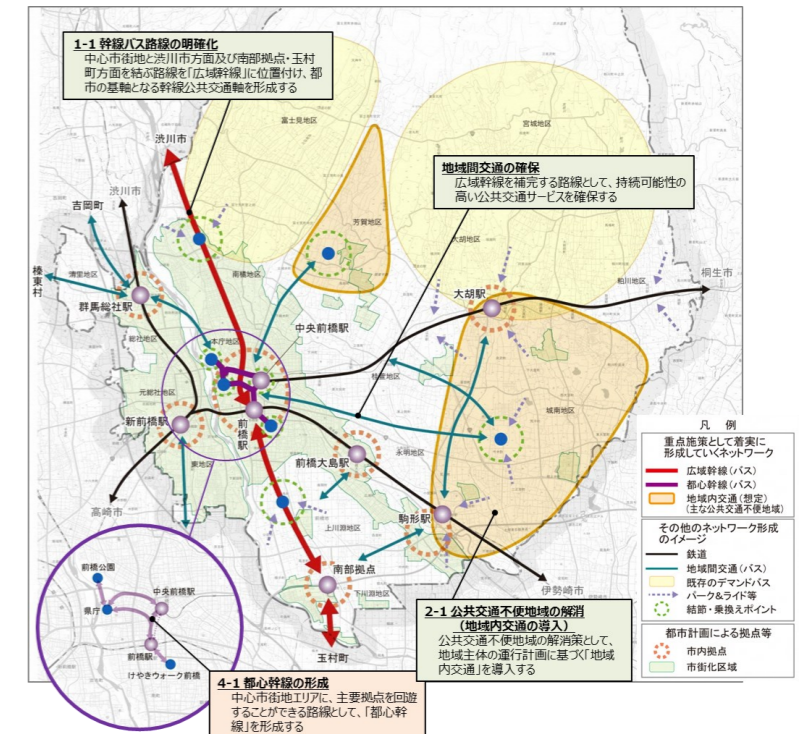 1-1 幹線バス路線の明確化
中心市街地と渋川市方面及び南部拠点・玉村
町方面を結ぶ路線を「広域幹線」に位置付け、都
市の基軸となる幹線公共交通軸を形成する
富士見地区
宮城地区
渋川市
渋川市
吉岡町
地域間交通の確保
広域幹線を補完する路線として、持続可能性の
高い公共交通サービスを確保する
芳賀地区
大胡地区
南橘地区
粕川地区
桐生市
榛東村
清里地区
大胡駅
群馬総社駅
総社地区
中央前橋駅
本庁地区
桂萱地区
元総社地区
城南地区
新前橋駅
前橋駅
前橋大島駅
永明地区
東地区
高崎市
上川淵地区
駒形駅
伊勢崎市
南部拠点
下川淵地区
玉村町
前橋公園
中央前橋駅
県庁
前橋駅
けやきウォーク前橋
2-1 公共交通不便地域の解消
(地域内交通の導入)
公共交通不便地域の解消策として、
地域主体の運行計画に基づく「地域
内交通」を導入する
4-1 都心幹線の形成
中心市街地エリアに、主要拠点を回遊
することができる路線として、「都心幹
線」を形成する
凡 例
重点施策として着実に
形成していくネットワーク
広域幹線(バス)
都心幹線(バス)
地域内交通(想定)
(主な公共交通不便地域)
その他のネットワーク形成
のイメージ
鉄道
地域間交通(バス)
既存のデマンドバス
パーク&ライド等
結節・乗換えポイント
都市計画による拠点等
市内拠点
市街化区域